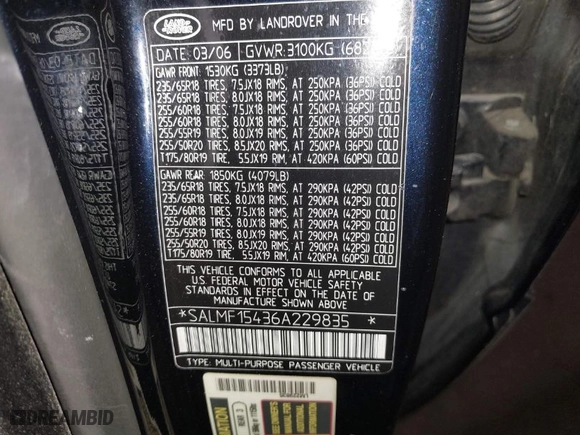 LAND
ROVER
MFD BY LANDROVER IN THE
DATE 03/06 GVWR:3100KG
GAWR FRONT 1530KG (3373LB)
235/65R18 TIRES, 7.5JX18 RIMS, AT 250KPA (36PSI) COLD
235/65R18 TIRES, 8.0JX18 RIMS, AT 250KPA (36PSI) COLD
255/60R18 TIRES, 7.5JX18 RIMS, AT 250KPA (36PSI) COLD
255/60R18 TIRES, 8.0JX18 RIMS, AT 250KPA (36PSI) COLD
255/55R19 TIRES, 8.0JX19 RIMS, AT 250KPA (36PSI) COLD
255/50R20 TIRES, 8.5JX20 RIMS, AT 250KPA (36PSI) COLD
T175/80R19 TIRE, 5.5JX19 RIM, AT 420KPA (60PSI) COLD
GAWR REAR 1850KG (4079LB)
235/65R18 TIRES, 7.5JX18 RIMS, AT 290KPA (42PSI) COLD
235/65R18 TIRES, 8.0JX18 RIMS, AT 290KPA (42PSI) COLD
255/60R18 TIRES, 7.5JX18 RIMS, AT 290KPA (42PSI) COLD
255/60R18 TIRES, 8.0JX18 RIMS, AT 290KPA (42PSI) COLD
255/55R19 TIRES, 8.0JX19 RIMS, AT 290KPA (42PSI) COLD
255/50R20 TIRES, 8.5JX20 RIMS, AT 290KPA (42PSI) COLD
T175/80R19 TIRE, 5.5JX19 RIM, AT 420KPA (60PSI) COLD
THIS VEHICLE CONFORMS TO ALL APPLICABLE
U.S. FEDERAL MOTOR VEHICLE SAFETY
STANDARDS IN EFFECT ON THE DATE OF
MANUFACTURE SHOWN ABOVE
*SALMF15436A229835 *
TYPE: MULTI-PURPOSE PASSENGER VEHICLE
REAR 3
DREAMBID